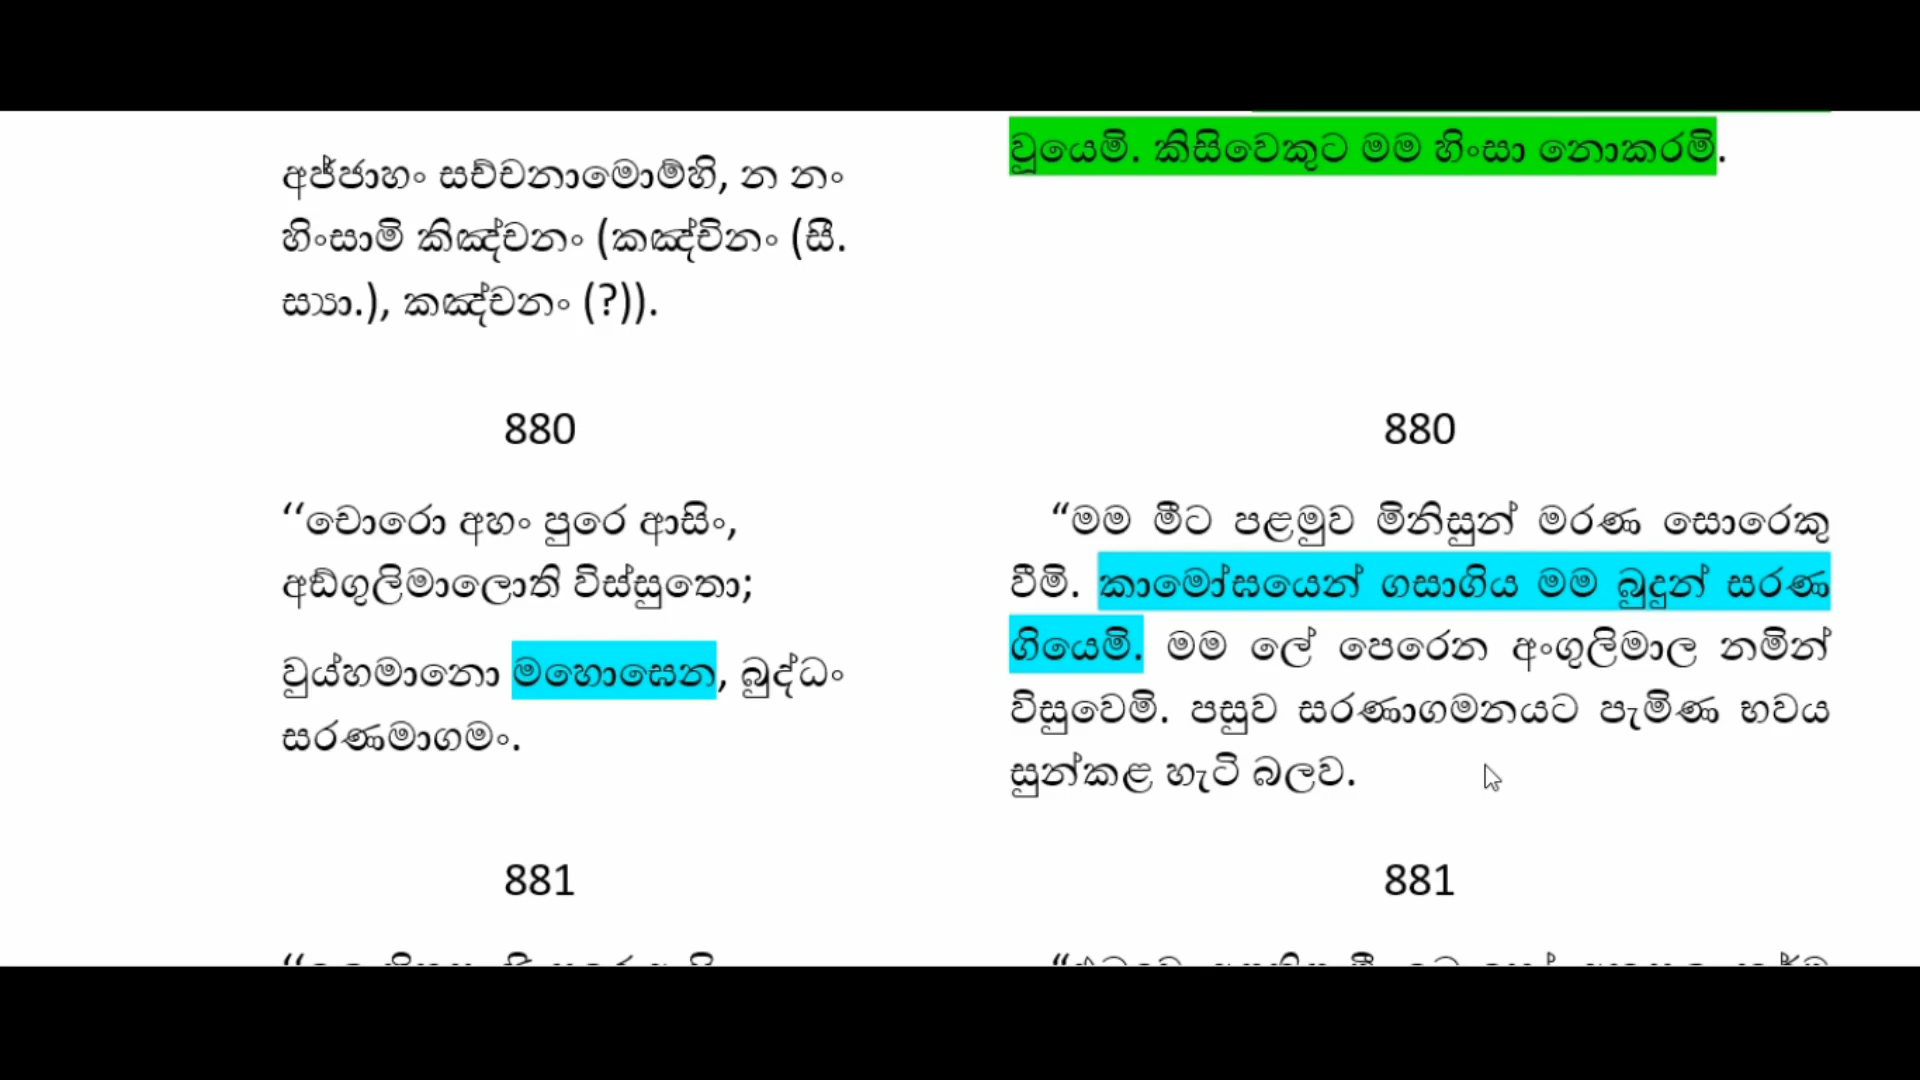 අජ්ජාහං සච්චනාමොම්හි, න නං
හිංසාමි කිඤ්චනං (කඤ්චිනං (සී.
ස්‍යා.), කඤ්චනං (?)).
880
‘‘චොරො අහං පුරෙ ආසිං,
අඞ්ගුලිමාලොති විස්සුතො;
වුය්හමානො මහොඝෙන, බුද්ධං
සරණමාගමං.
881
වූයෙමි. කිසිවෙකුට මම හිංසා නොකරමි.
880
“මම මීට පළමුව මිනිසුන් මරණ සොරෙකු
වීමි. කාමෝඝයෙන් ගසාගිය මම බුදුන් සරණ
ගියෙමි. මම ලේ පෙරෙන අංගුලිමාල නමින්
විසුවෙමි. පසුව සරණාගමනයට පැමිණ භවය
සුන්කළ හැටි බලව.
881